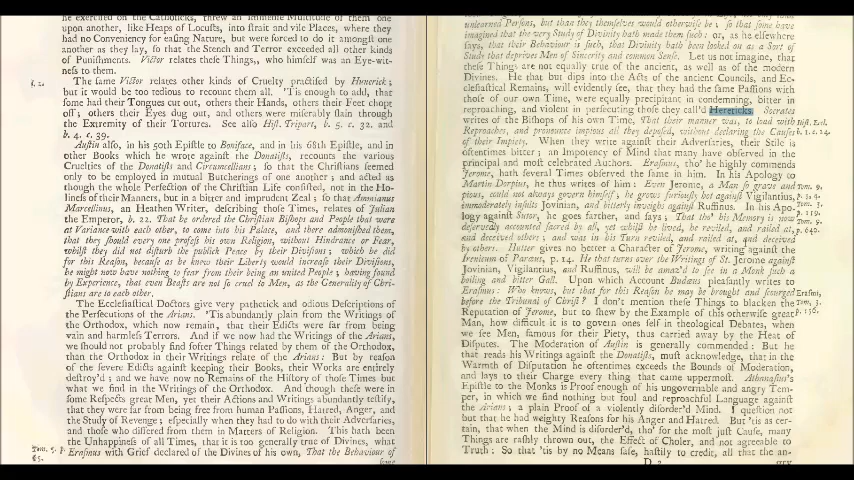 he exercised on the Catholicks, threw an immense Multitude of them one
upon another, like Heaps of Locusts, into strait and vile Places, where they
had no Conveniency for easing Nature, but were forced to do it amongst one
another as they lay, so that the Stench and Terror exceeded all other kinds
of Punishments. Victor relates these Things, who himself was an Eye-wit-
ness to them.
The same Victor relates other kinds of Cruelty practised by Hunerick;
but it would be too tedious to recount them all. 'Tis enough to add, that
some had their Tongues cut out, others their Hands, others their Feet chopt
off; others their Eyes dug out, and others were miserably slain through
the Extremity of their Tortures. See also Hist. Tripart, b. 5. c. 32. and
b. 4. c. 39.
Austin also, in his 50th Epistle to Boniface, and in his 68th Epistle, and in
other Books which he wrote against the Donatists, recounts the various
Cruelties of the Donatists and Circumcellians; so that the Christians seemed
only to be employed in mutual Butcherings of one another; and acted as
though the whole Perfection of the Christian Life consisted, not in the Ho-
liness of their Manners, but in a bitter and imprudent Zeal; so that Ammianus
Marcellinus, an Heathen Writer, describing those Times, relates of Julian
the Emperor, b. 22. That he ordered the Christian Bishops and People that were
at Variance with each other, to come into his Palace, and there admonished them,
that they should every one profess his own Religion, without Hindrance or Fear,
whilst they did not disturb the publick Peace by their Divisions; which he did
for this Reason, because as he knew their Liberty would increase their Divisions,
he might now have nothing to fear from their being an united People; having found
by Experience, that even Beasts are not so cruel to Men, as the Generality of Chri-
stians are to each other.
The Ecclesiastical Doctors give very pathetick and odious Descriptions of
the Persecutions of the Arians. 'Tis abundantly plain from the Writings of
the Orthodox, which now remain, that their Edicts were far from being
vain and harmless Terrors. And if we now had the Writings of the Arians,
we should not probably find softer Things related by them of the Orthodox,
than the Orthodox in their Writings relate of the Arians: But by reason
of the severe Edicts against keeping their Books, their Works are entirely
destroy'd; and we have now no Remains of the History of those Times but
what we find in the Writings of the Orthodox. And though these were in
some Respects great Men, yet their Actions and Writings abundantly testify,
that they were far from being free from human Passions, Hatred, Anger, and
the Study of Revenge; especially when they had to do with their Adversaries,
and those who differed from them in Matters of Religion. This hath been
the Unhappiness of all Times, that it is too generally true of Divines, what
Erasmus with Grief declared of the Divines of his own, That the Behaviour of
some
unlearned Persons, but than they themselves would otherwise be; so that some have
imagined that the very Study of Divinity hath made them such: or, as he elsewhere
says, that their Behaviour is such, that Divinity hath been looked on as a Sort of
Study that deprives Men of Sincerity and common Sense. Let us not imagine, that
these Things are not equally true of the ancient, as well as of the modern
Divines. He that but dips into the Acts of the ancient Councils, and Ec-
clesiastical Remains, will evidently see, that they had the same Passions with
those of our own Time, were equally precipitant in condemning, bitter in
reproaching, and violent in persecuting those they call'd Hereticks. Socrates
writes of the Bishops of his own Time, That their manner was, to load with
Reproaches, and pronounce impious all they deposed, without declaring the Causes
of their Impiety. When they write against their Adversaries, their Stile is
oftentimes bitter; an Impotency of Mind that many have observed in the
principal and most celebrated Authors. Erasmus, tho' he highly commends
Jerome, hath several Times observed the same in him. In his Apology to
Martin Dorpius, he thus writes of him: Even Jerome, a Man so grave and
pious, could not always govern himself; he grows furiously hot against Vigilantius,
immoderately insults Jovinian, and bitterly inveighs against Ruffinus. In his Apo-
logy against Sutor, he goes farther, and says; That tho' his Memory is now
deservedly accounted sacred by all, yet whilst he lived, he reviled, and railed at,
and deceived others; and was in his Turn reviled, and railed at, and deceived
by others. Hutter gives no better a Character of Jerome, writing against the
Irenicum of Paræus, p. 14. He that turns over the Writings of St. Jerome against
Jovinian, Vigilantius, and Ruffinus, will be amaz'd to see in a Monk such a
boiling and bitter Gall. Upon which Account Budæus pleasantly writes to
Erasmus: Who knows, but that for this Reason he may be brought and scourged
before the Tribunal of Christ? I don't mention these Things to blacken the
Reputation of Jerome, but to shew by the Example of this otherwise great
Man, how difficult it is to govern ones self in theological Debates, when
we see Men, famous for their Piety, thus carried away by the Heat of
Disputes. The Moderation of Austin is generally commended: But he
that reads his Writings against the Donatists, must acknowledge, that in the
Warmth of Disputation he oftentimes exceeds the Bounds of Moderation,
and lays to their Charge every thing that came uppermost. Athanasius's
Epistle to the Monks is Proof enough of his ungovernable and angry Tem-
per, in which we find nothing but foul and reproachful Language against
the Arians; a plain Proof of a violently disorder'd Mind. I question not
but that he had weighty Reasons for his Anger and Hatred. But 'tis as cer-
tain, that when the Mind is disorder'd, tho' for the most just Cause, many
Things are rashly thrown out, the Effect of Choler, and not agreeable to
Truth: So that 'tis by no Means safe, hastily to credit, all that the an-
D 2
Hist. Eccl.
Erasmi,